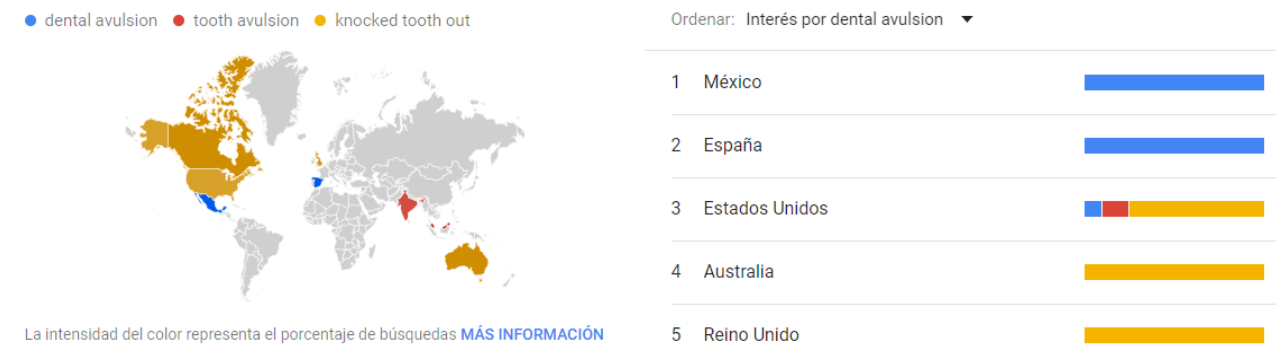 dental avulsion tooth avulsion knocked tooth out
Ordenar: Interés por dental avulsion
1 México
2 España
3 Estados Unidos
4 Australia
5 Reino Unido
La intensidad del color representa el porcentaje de búsquedas MÁS INFORMACIÓN